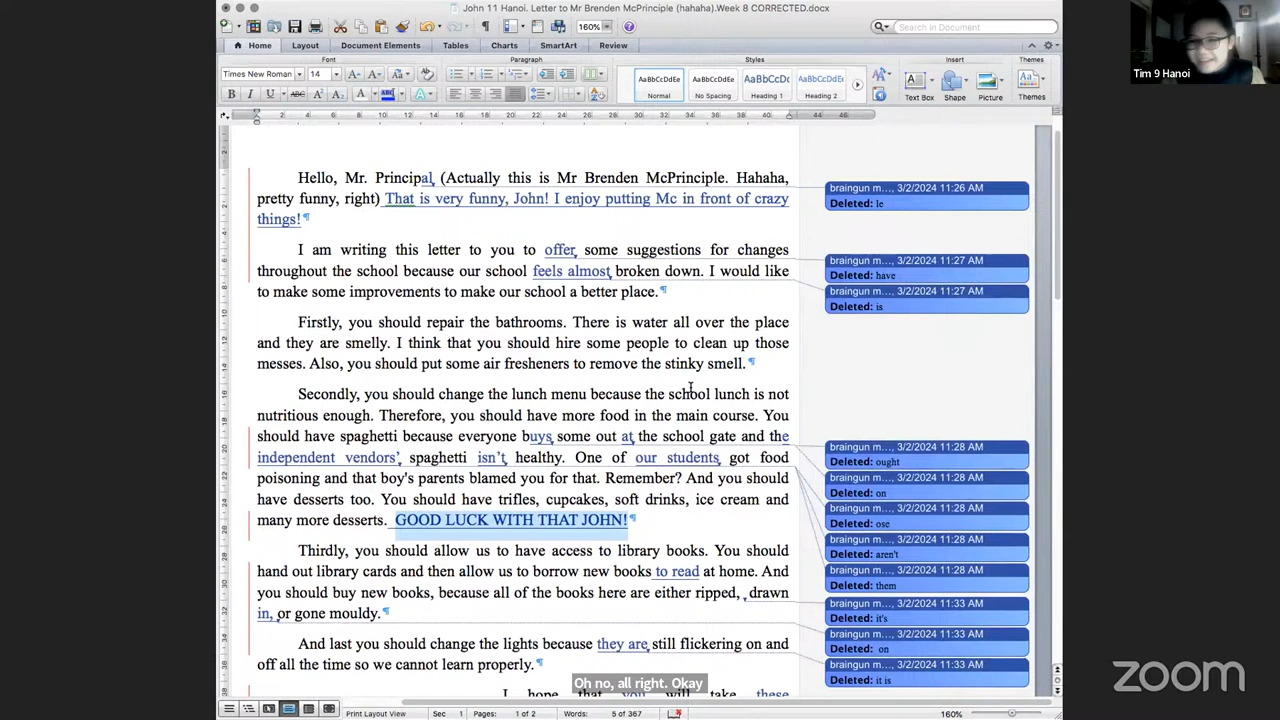 John 11 Hanoi. Letter to Mr Brenden McPrinciple (hahaha).Week 8 CORRECTED.docx
160%
Search in Document
Home Layout Document Elements Tables Charts SmartArt Review
Font Paragraph Styles Insert Themes
Times New Roman 14
AaBbCcDdEe AaBbCcDdEe AaBbCcDc AaBbCcDdEe
Normal No Spacing Heading 1 Heading 2
Text Box Shape Picture Themes
Tim 9 Hanoi
Hello, Mr. Principal (Actually this is Mr Brenden McPrinciple. Hahaha,
pretty funny, right) That is very funny, John! I enjoy putting Mc in front of crazy
things!¶
I am writing this letter to you to offer some suggestions for changes
throughout the school because our school feels almost broken down. I would like
to make some improvements to make our school a better place.¶
Firstly, you should repair the bathrooms. There is water all over the place
and they are smelly. I think that you should hire some people to clean up those
messes. Also, you should put some air fresheners to remove the stinky smell.¶
Secondly, you should change the lunch menu because the school lunch is not
nutritious enough. Therefore, you should have more food in the main course. You
should have spaghetti because everyone buys some out at the school gate and the
independent vendors’ spaghetti isn’t healthy. One of our students got food
poisoning and that boy's parents blamed you for that. Remember? And you should
have desserts too. You should have trifles, cupcakes, soft drinks, ice cream and
many more desserts. GOOD LUCK WITH THAT JOHN!¶
Thirdly, you should allow us to have access to library books. You should
hand out library cards and then allow us to borrow new books to read at home. And
you should buy new books, because all of the books here are either ripped, drawn
in, or gone mouldy.¶
And last you should change the lights because they are still flickering on and
off all the time so we cannot learn properly.¶
I hope that you will take these
braingun m..., 3/2/2024 11:26 AM
Deleted: le
braingun m..., 3/2/2024 11:27 AM
Deleted: have
braingun m..., 3/2/2024 11:27 AM
Deleted: is
braingun m..., 3/2/2024 11:28 AM
Deleted: ought
braingun m..., 3/2/2024 11:28 AM
Deleted: on
braingun m..., 3/2/2024 11:28 AM
Deleted: ose
braingun m..., 3/2/2024 11:28 AM
Deleted: aren't
braingun m..., 3/2/2024 11:28 AM
Deleted: them
braingun m..., 3/2/2024 11:33 AM
Deleted: it's
braingun m..., 3/2/2024 11:33 AM
Deleted: on
braingun m..., 3/2/2024 11:33 AM
Deleted: it is
Oh no, all right. Okay
zoom
Print Layout View Sec 1 Pages: 1 of 2 Words: 5 of 367 160%